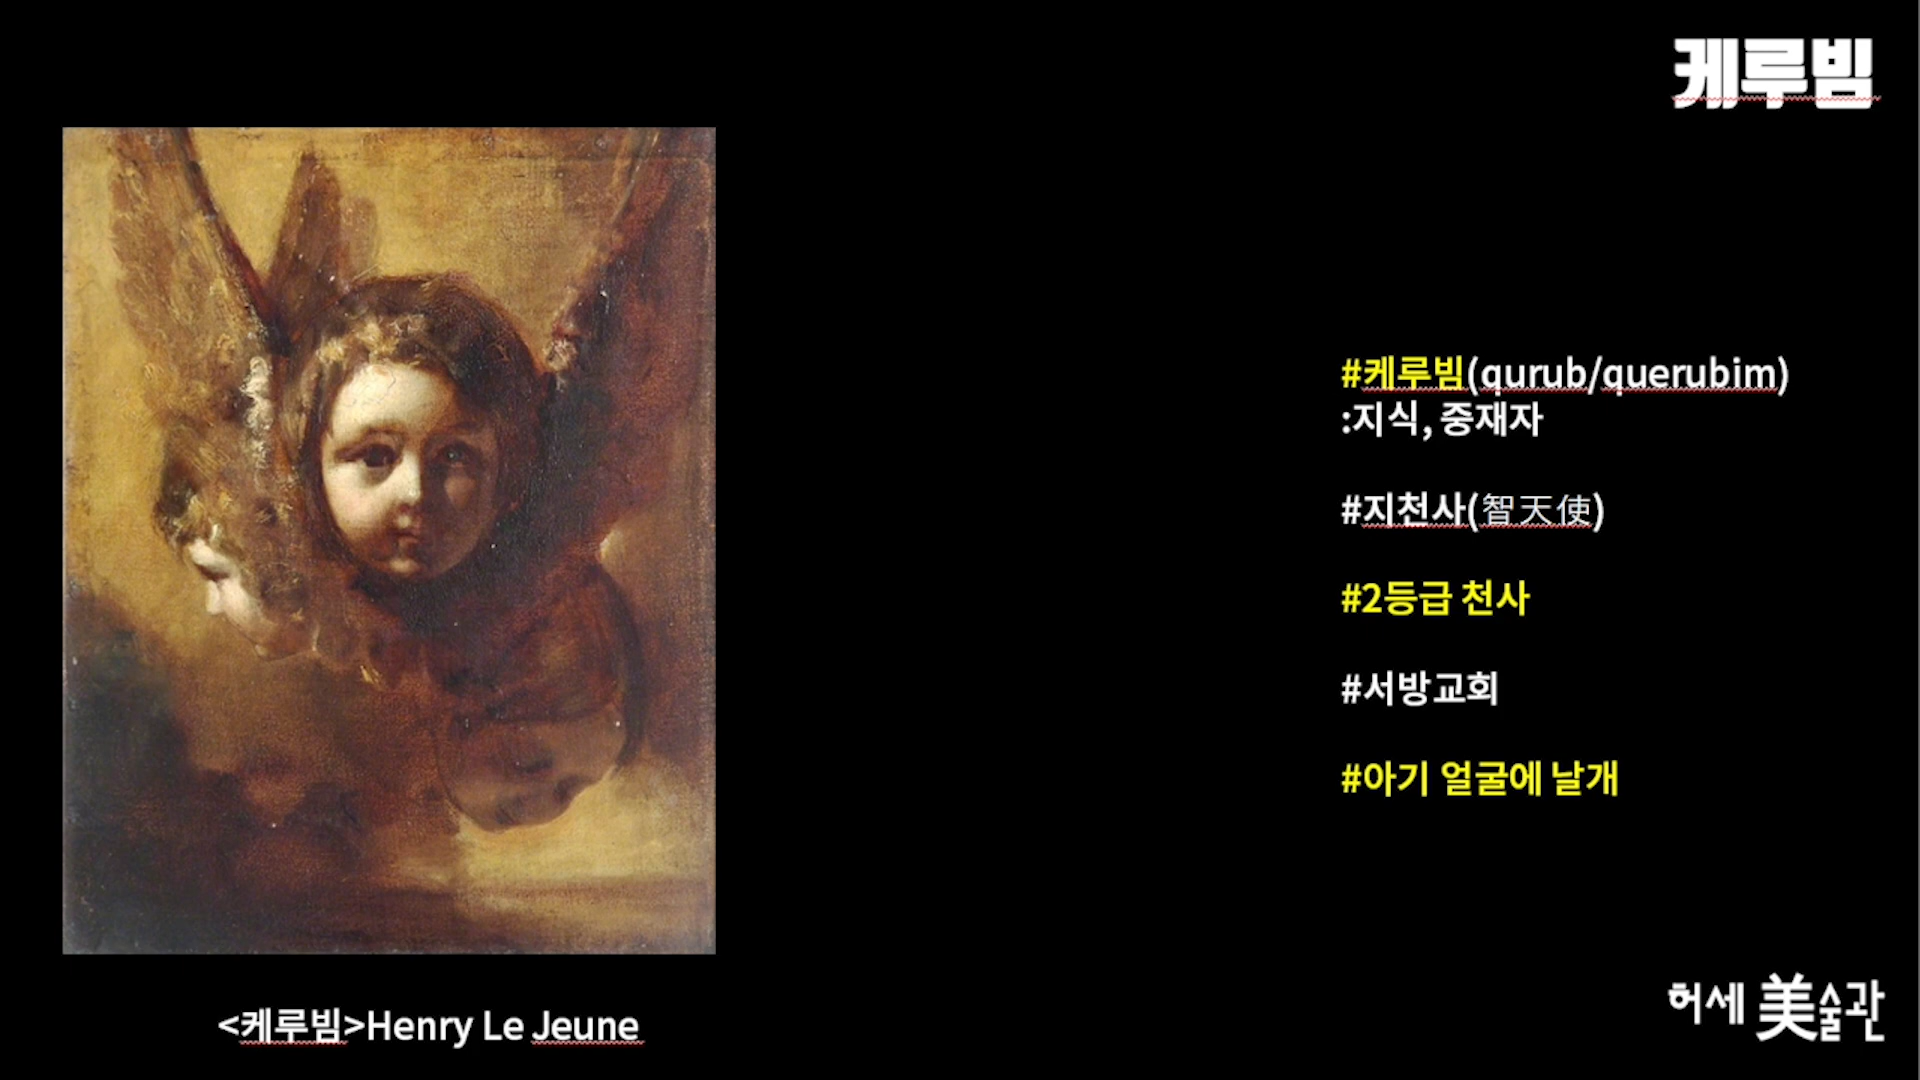 케루빔
#케루빔(qurub/querubim)
:지식, 중재자
#지천사(智天使)
#2등급 천사
#서방교회
#아기 얼굴에 날개
<케루빔>Henry Le Jeune
허세 美술관